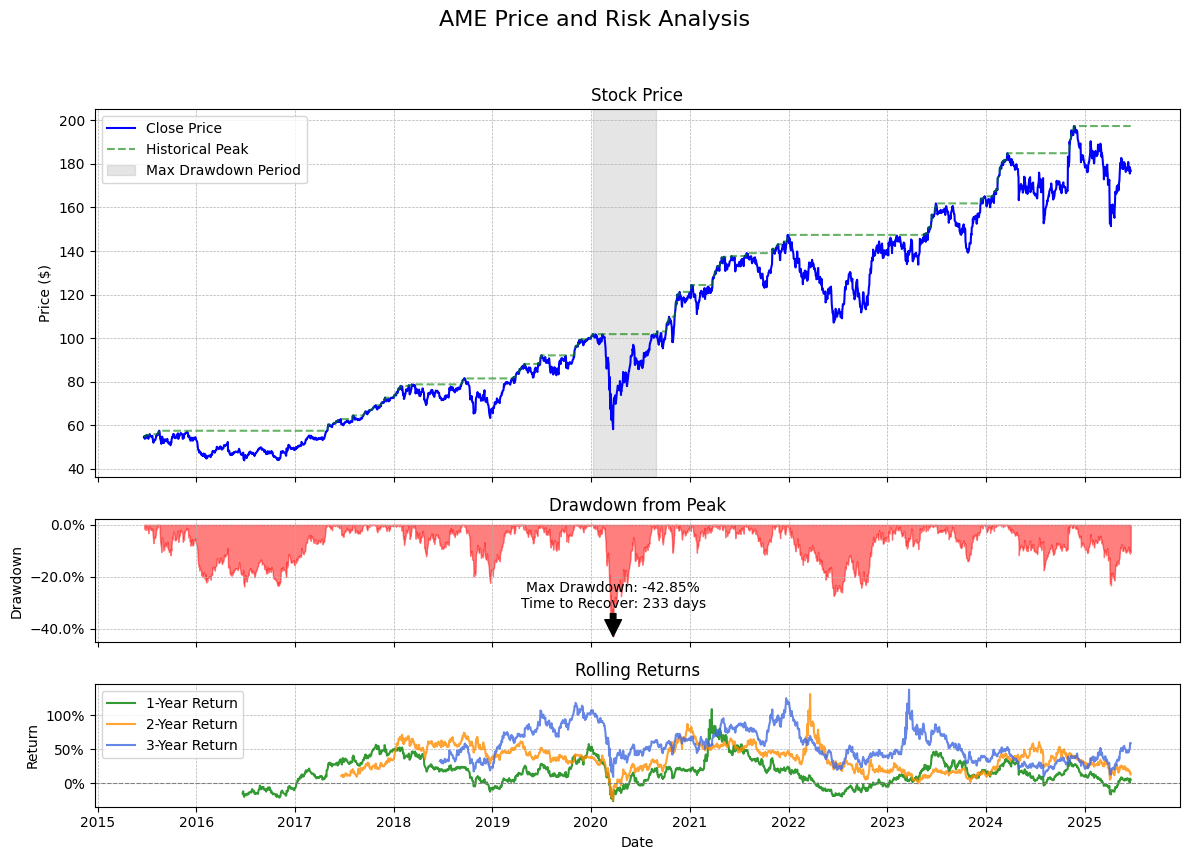 AME Price and Risk Analysis
Stock Price
Price ($)
200
180
160
140
120
100
80
60
40
Close Price
Historical Peak
Max Drawdown Period
Drawdown from Peak
Drawdown
0.0%
−20.0%
−40.0%
Max Drawdown: -42.85%
Time to Recover: 233 days
Rolling Returns
Return
100%
50%
0%
1-Year Return
2-Year Return
3-Year Return
2015 2016 2017 2018 2019 2020 2021 2022 2023 2024 2025
Date